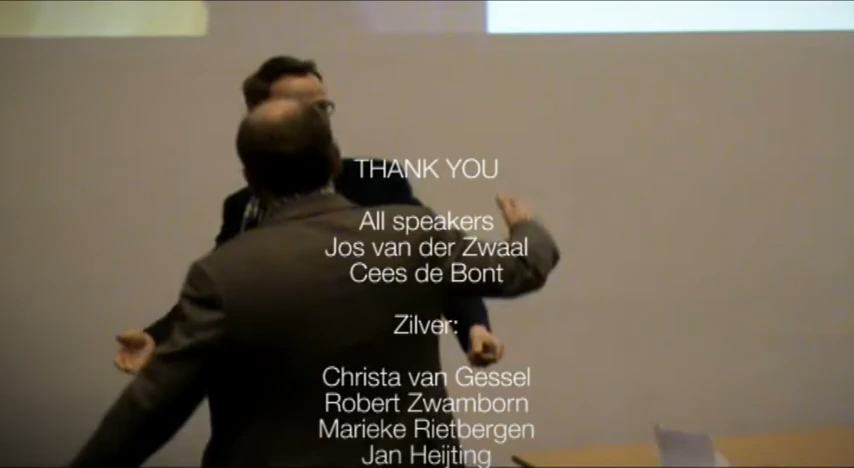 THANK YOU
All speakers
Jos van der Zwaal
Cees de Bont
Zilver:
Christa van Gessel
Robert Zwamborn
Marieke Rietbergen
Jan Heijting